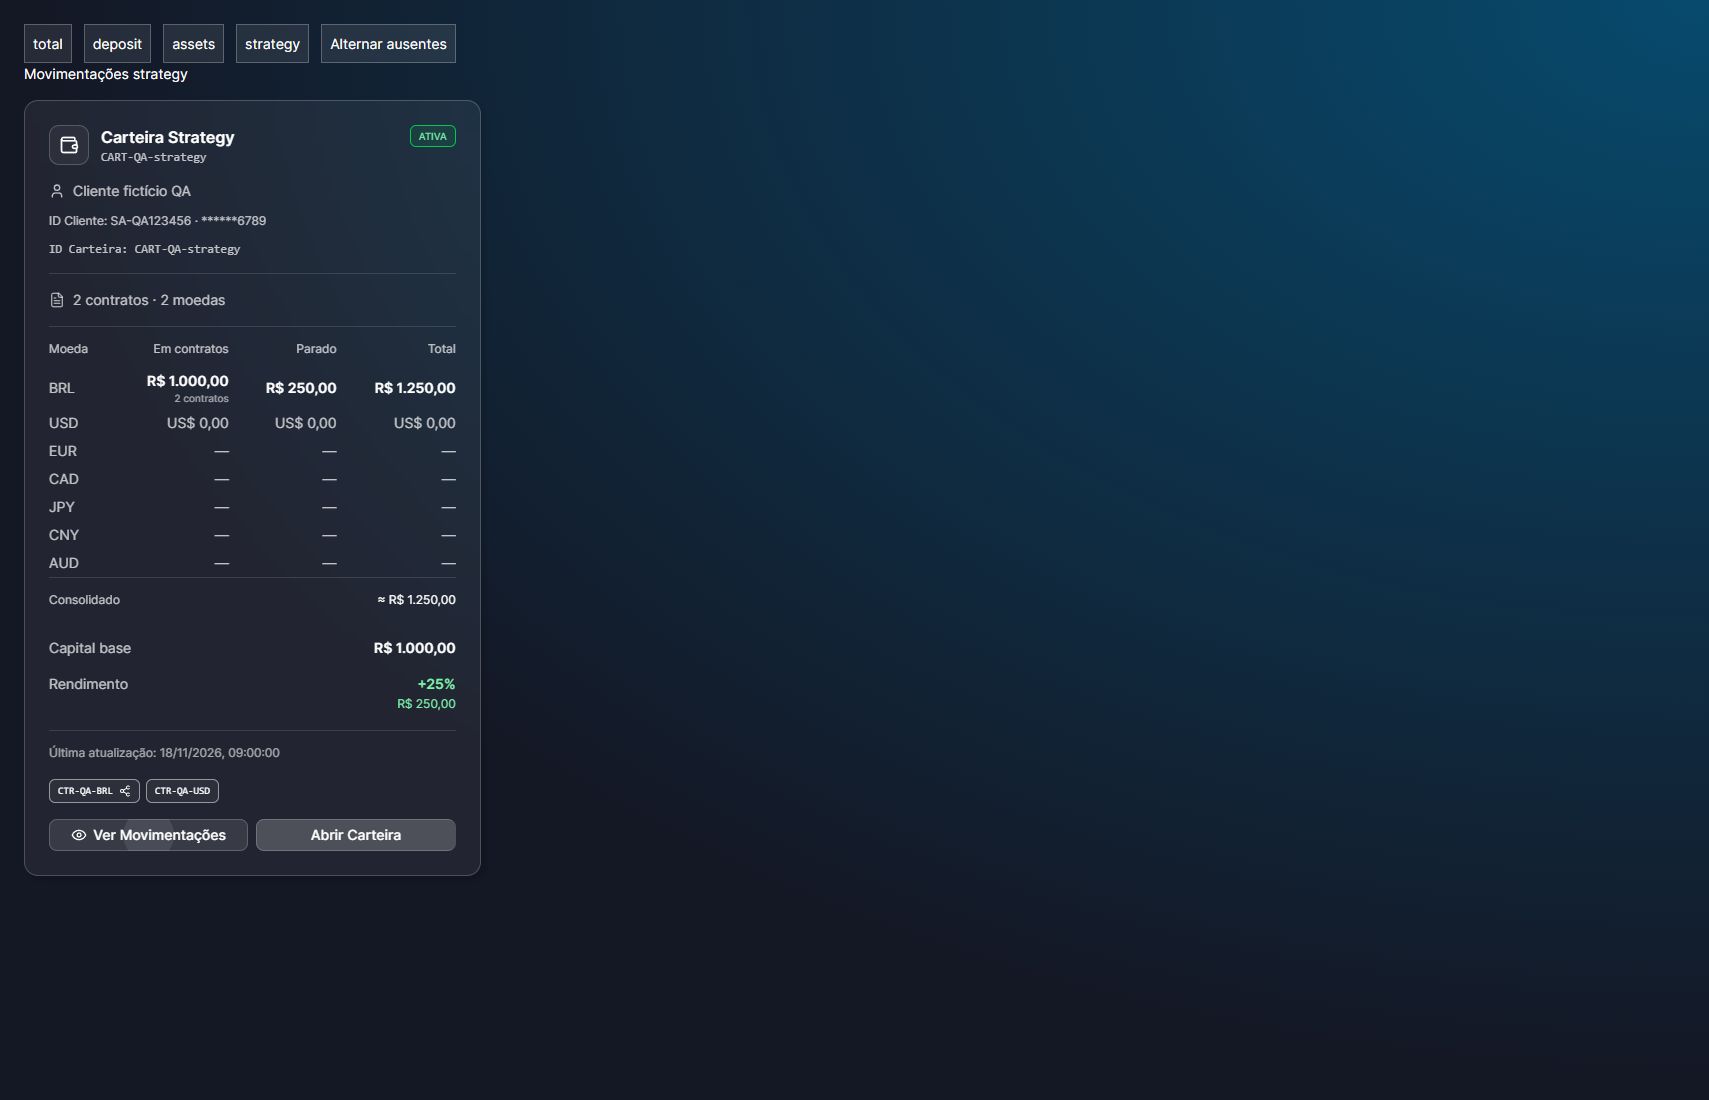 total deposit assets strategy Alternar ausentes
Movimentações strategy
Carteira Strategy ATIVA
CART-QA-strategy
Cliente fictício QA
ID Cliente: SA-QA123456 · ******6789
ID Carteira: CART-QA-strategy
2 contratos · 2 moedas
Moeda Em contratos Parado Total
BRL R$ 1.000,00 R$ 250,00 R$ 1.250,00
2 contratos
USD US$ 0,00 US$ 0,00 US$ 0,00
EUR — — —
CAD — — —
JPY — — —
CNY — — —
AUD — — —
Consolidado ≈ R$ 1.250,00
Capital base R$ 1.000,00
Rendimento +25%
R$ 250,00
Última atualização: 18/11/2026, 09:00:00
CTR-QA-BRL CTR-QA-USD
Ver Movimentações Abrir Carteira